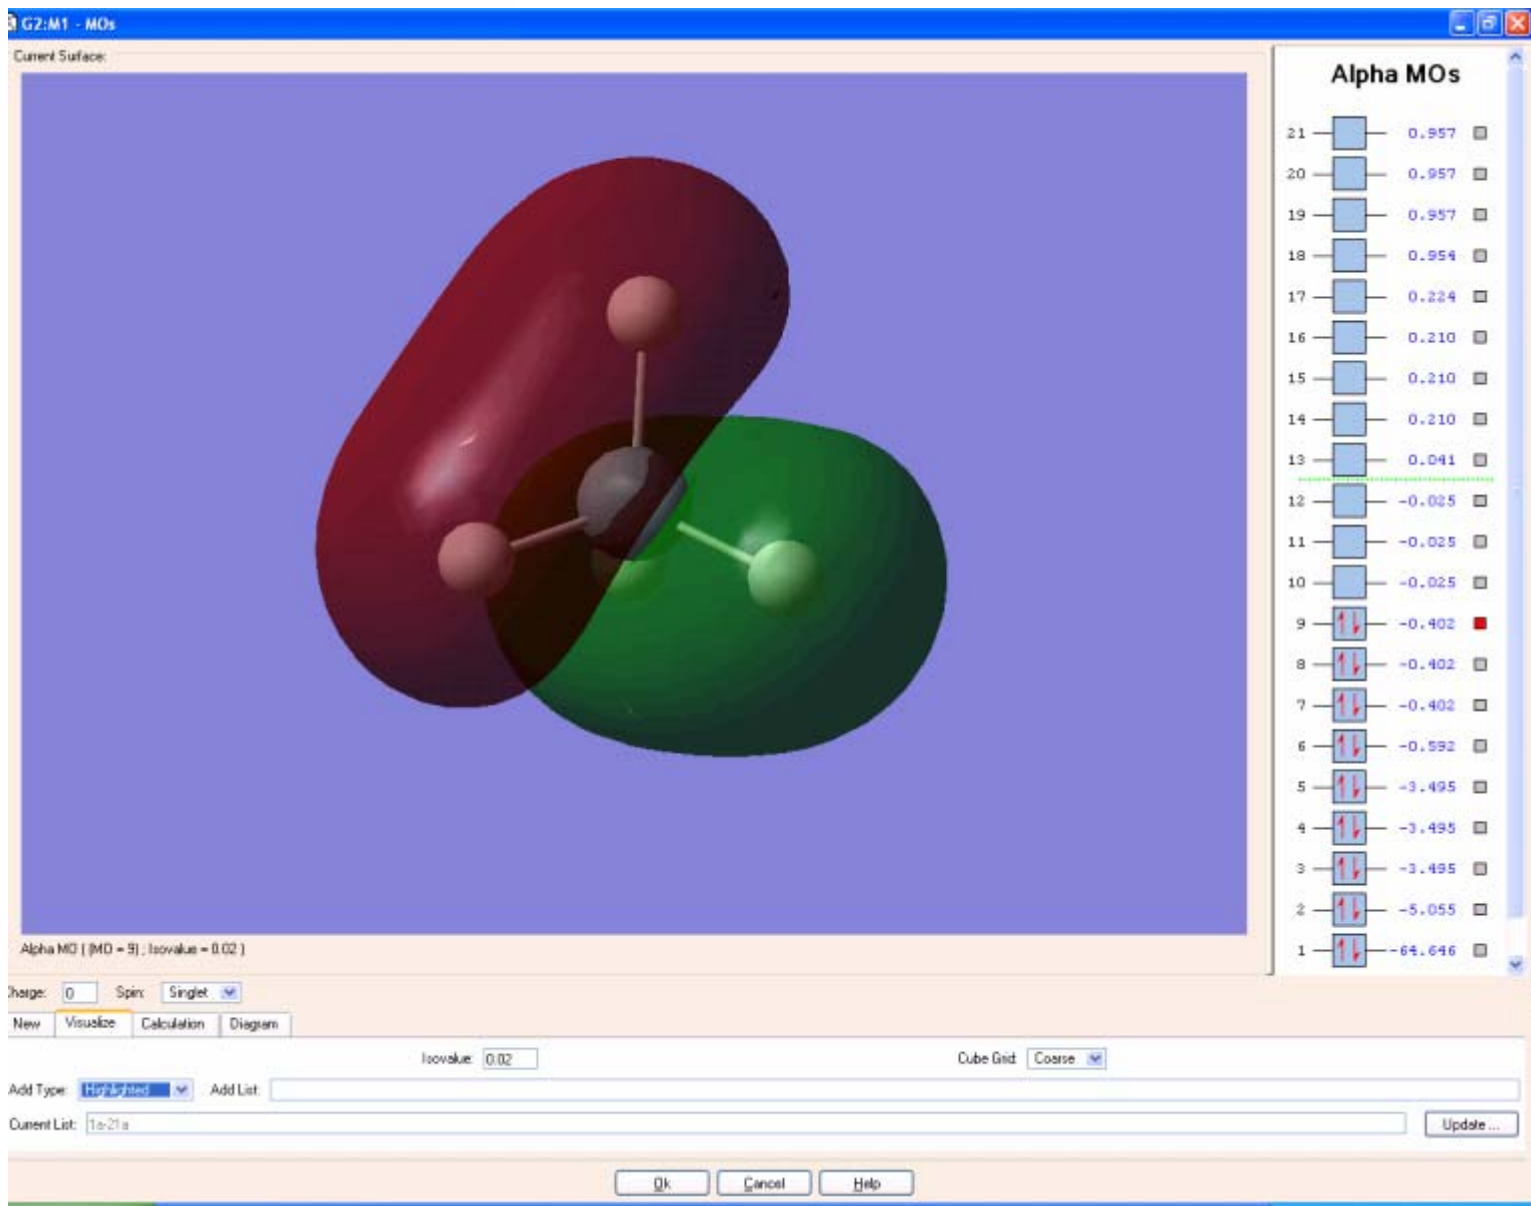 G2:M1 - MOs
Current Surface:
Alpha MOs
21 0.957
20 0.957
19 0.957
18 0.954
17 0.224
16 0.210
15 0.210
14 0.210
13 0.041
12 -0.025
11 -0.025
10 -0.025
9 -0.402
8 -0.402
7 -0.402
6 -0.592
5 -3.495
4 -3.495
3 -3.495
2 -5.055
1 -64.646
Alpha MO ( (MO = 9) ; Isovalue = 0.02 )
Charge: 0 Spin: Singlet
New Visualize Calculation Diagram
Isovalue: 0.02 Cube Grid: Coarse
Add Type: Highlighted Add List:
Current List: 1a-21a Update ...
Ok Cancel Help